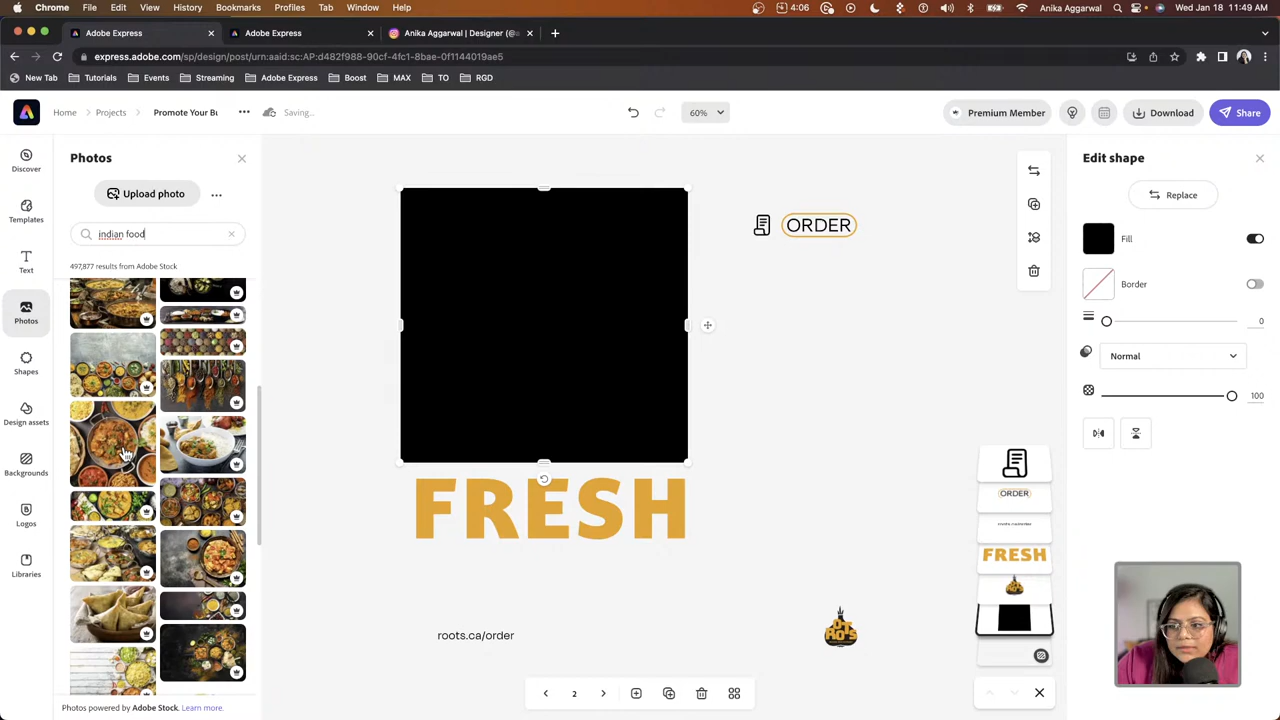 Chrome File Edit View History Bookmarks Profiles Tab Window Help
4:06 Anika Aggarwal Wed Jan 18 11:49 AM
Adobe Express Adobe Express Anika Aggarwal | Designer (@s
express.adobe.com/sp/design/post/urn:aaid:sc:AP:d482f988-90cf-4fc1-8bae-0f1144019ae5
New Tab Tutorials Streaming Adobe Express Boost MAX TO RGD
Home Projects Promote Your Bu Saving... 60% Premium Member Download Share
Discover
Templates
Text
Photos
Shapes
Design assets
Backgrounds
Logos
Libraries
Photos
Upload photo
indian food
497,877 results from Adobe Stock
Photos powered by Adobe Stock. Learn more.
ORDER
FRESH
roots.ca/order
ROOTS
2
Edit shape
Replace
Fill
Border
0
Normal
100
ORDER
roots.ca/order
FRESH